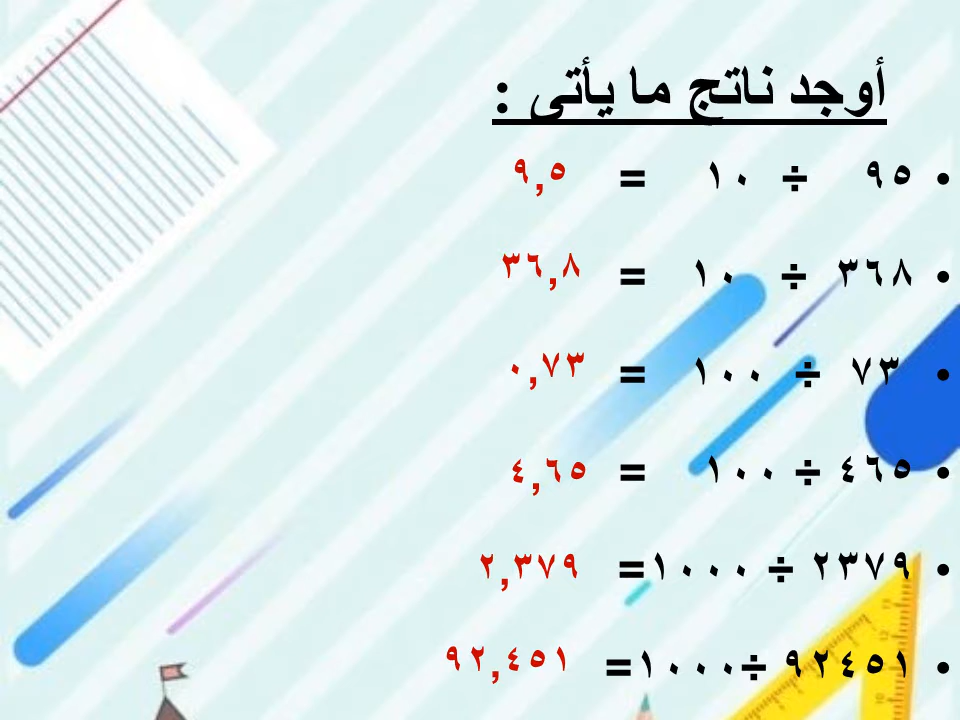 أوجد ناتج ما يأتى :
• ٩٥ ÷ ١٠ = ٩,٥
• ٣٦٨ ÷ ١٠ = ٣٦,٨
• ٧٣ ÷ ١٠٠ = ٠,٧٣
• ٤٦٥ ÷ ١٠٠ = ٤,٦٥
• ٢٣٧٩ ÷ ١٠٠٠ = ٢,٣٧٩
• ٩٢٤٥١ ÷ ١٠٠٠ = ٩٢,٤٥١